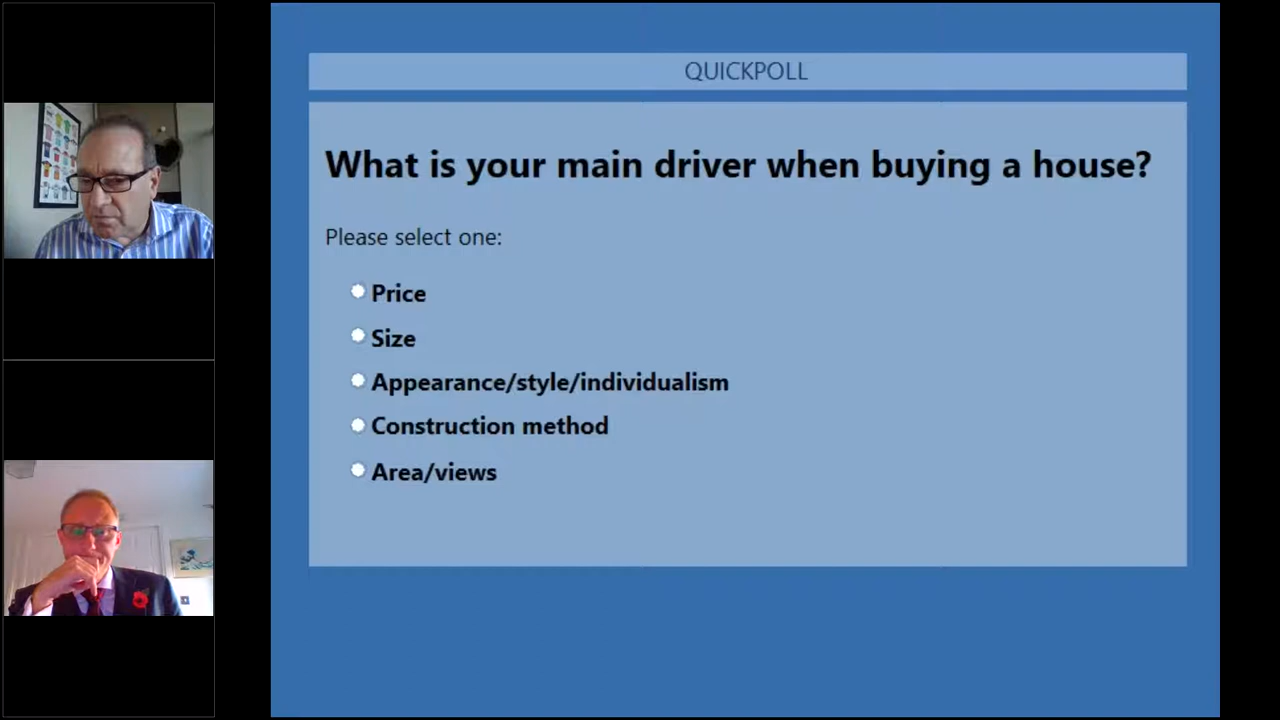 QUICKPOLL
What is your main driver when buying a house?
Please select one:
Price
Size
Appearance/style/individualism
Construction method
Area/views